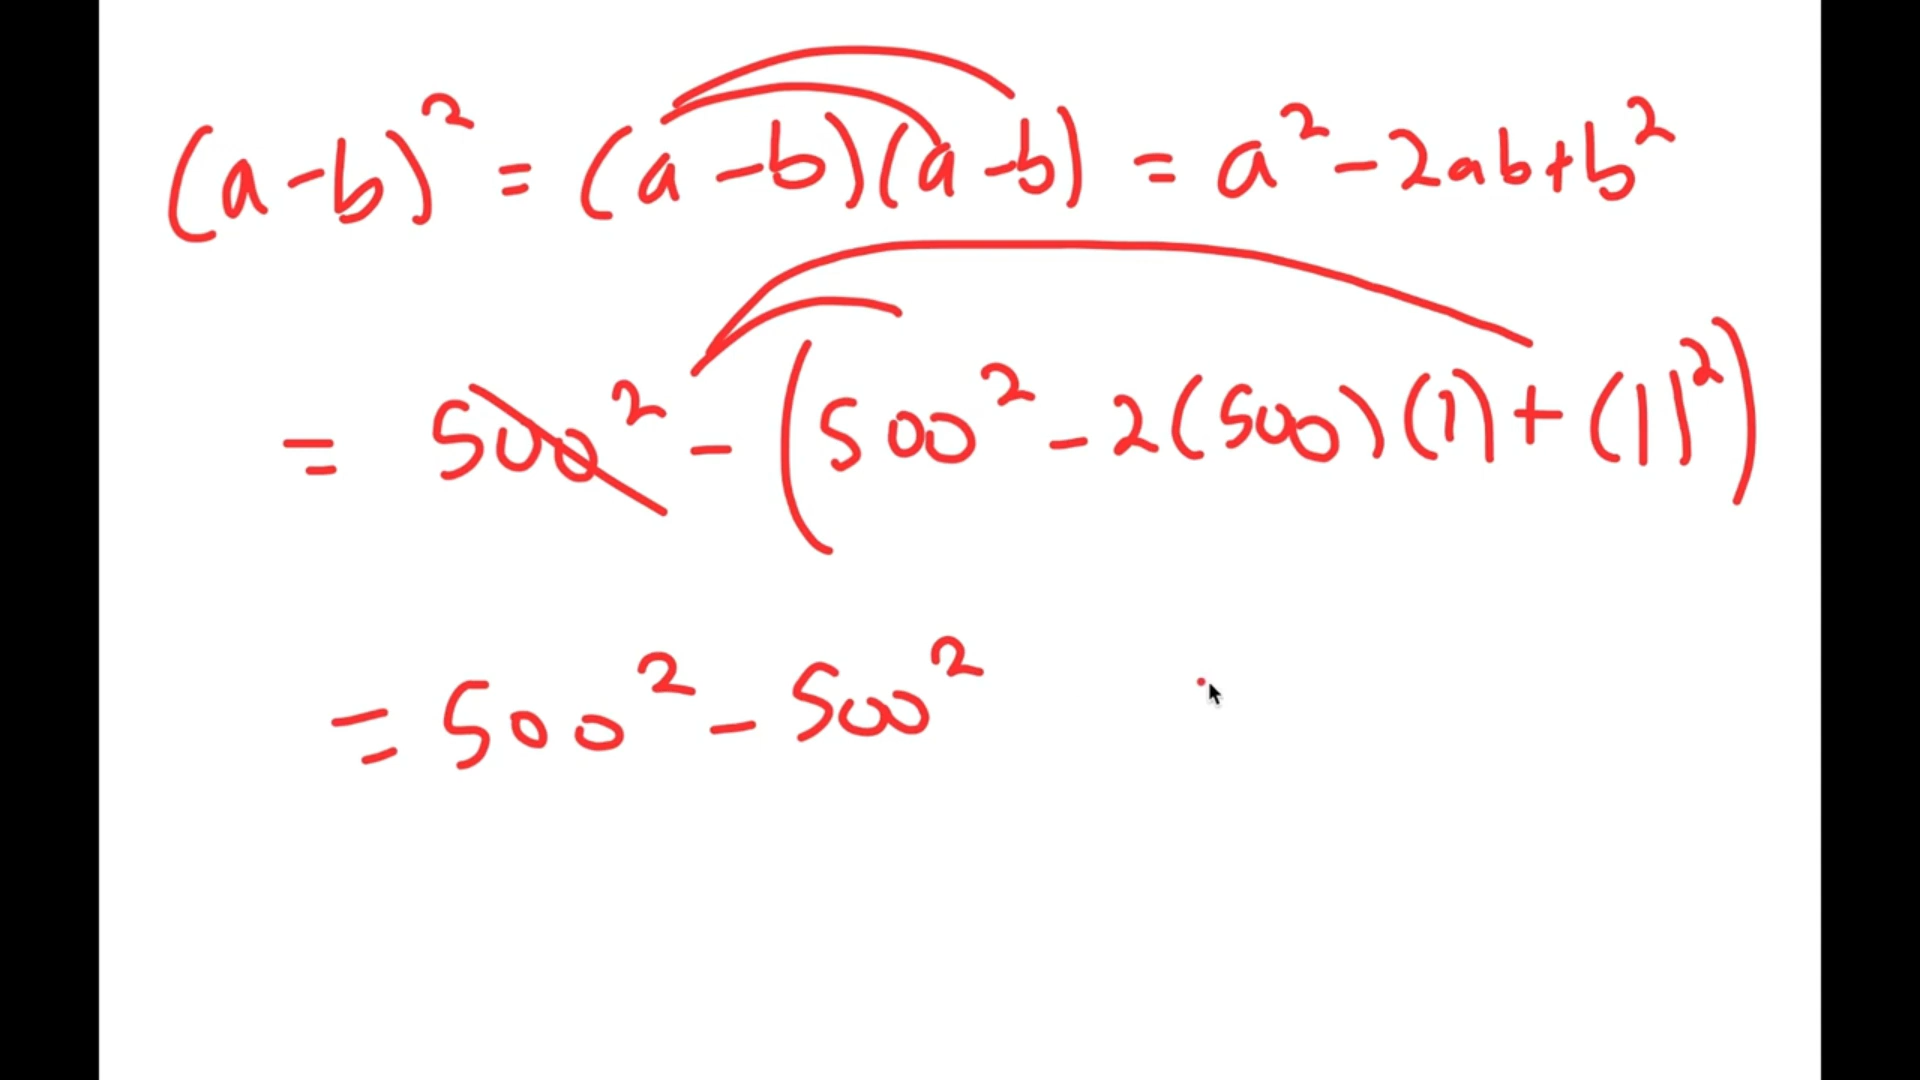 (a-b)² = (a-b)(a-b) = a²-2ab+b²
= 500² - (500² - 2(500)(1) + (1)²)
= 500² - 500²